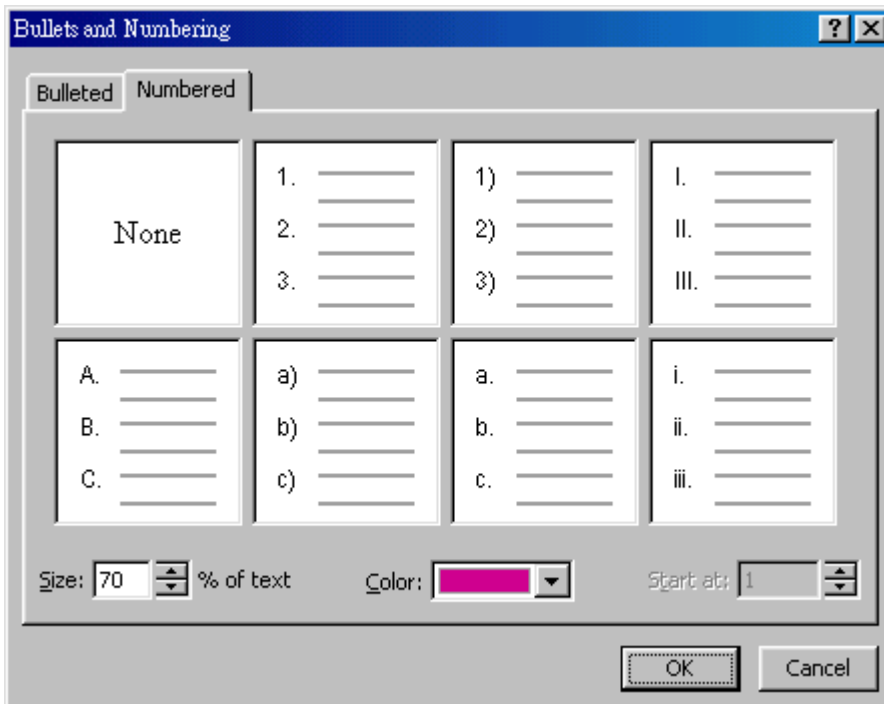 Bullets and Numbering
Bulleted Numbered
None
1.
2.
3.
1)
2)
3)
I.
II.
III.
A.
B.
C.
a)
b)
c)
a.
b.
c.
i.
ii.
iii.
Size: 70 % of text Color: Start at: 1
OK Cancel